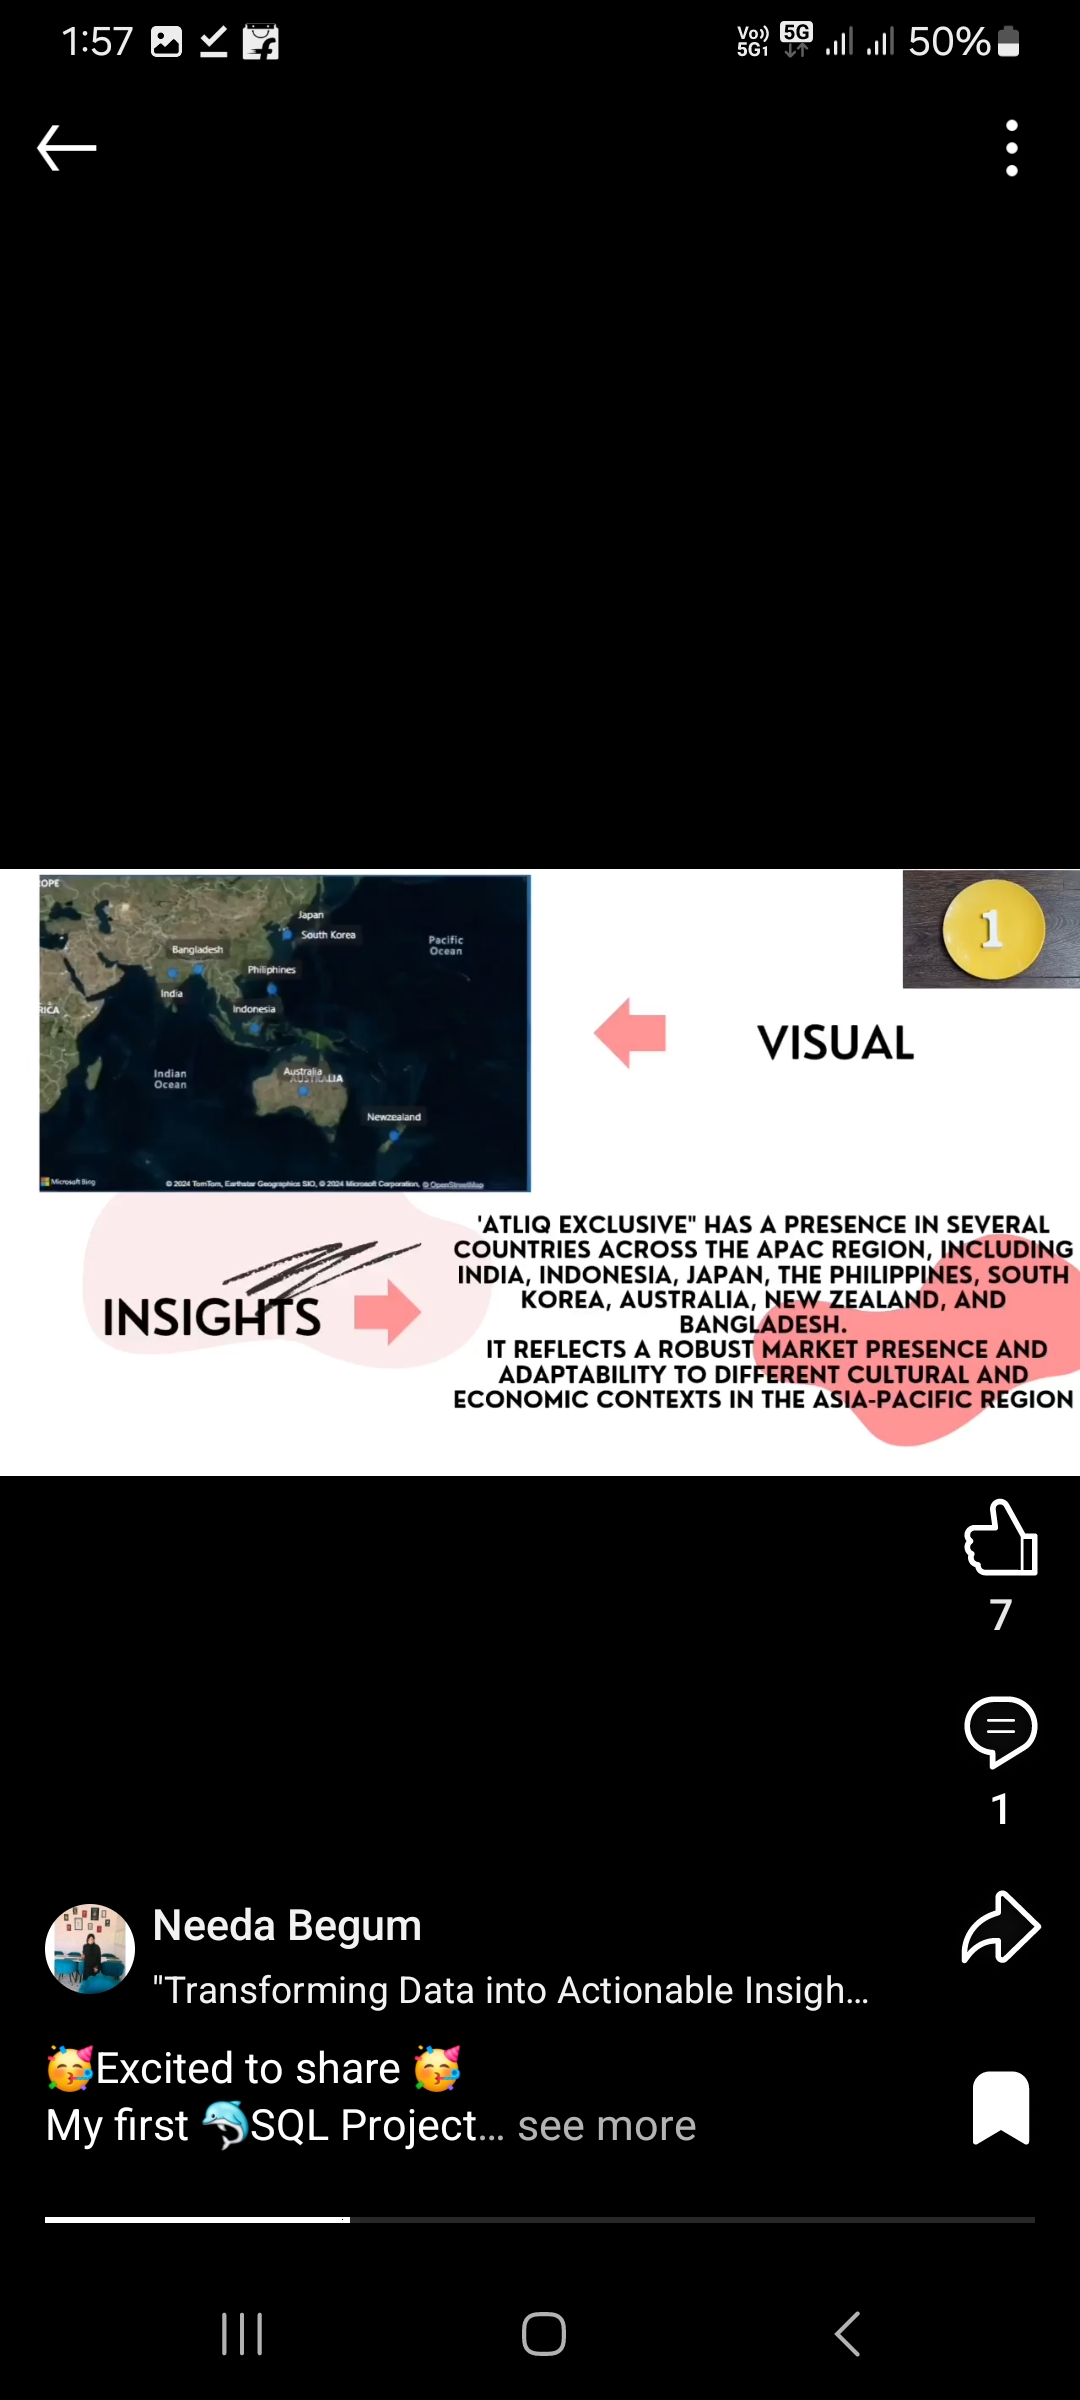 1:57
Vo)) 5G1 5G 50%
OPE
Japan
South Korea
Bangladesh
Pacific
Ocean
Philiphines
India
Indonesia
RICA
Indian
Ocean
Australia
AUSTRALIA
Newzealand
Microsoft Bing
© 2024 TomTom, Earthstar Geographics SIO, © 2024 Microsoft Corporation, © OpenStreetMap
1
VISUAL
INSIGHTS
'ATLIQ EXCLUSIVE" HAS A PRESENCE IN SEVERAL
COUNTRIES ACROSS THE APAC REGION, INCLUDING
INDIA, INDONESIA, JAPAN, THE PHILIPPINES, SOUTH
KOREA, AUSTRALIA, NEW ZEALAND, AND
BANGLADESH.
IT REFLECTS A ROBUST MARKET PRESENCE AND
ADAPTABILITY TO DIFFERENT CULTURAL AND
ECONOMIC CONTEXTS IN THE ASIA-PACIFIC REGION
7
1
Needa Begum
"Transforming Data into Actionable Insigh...
🥳Excited to share 🥳
My first 🐬SQL Project... see more